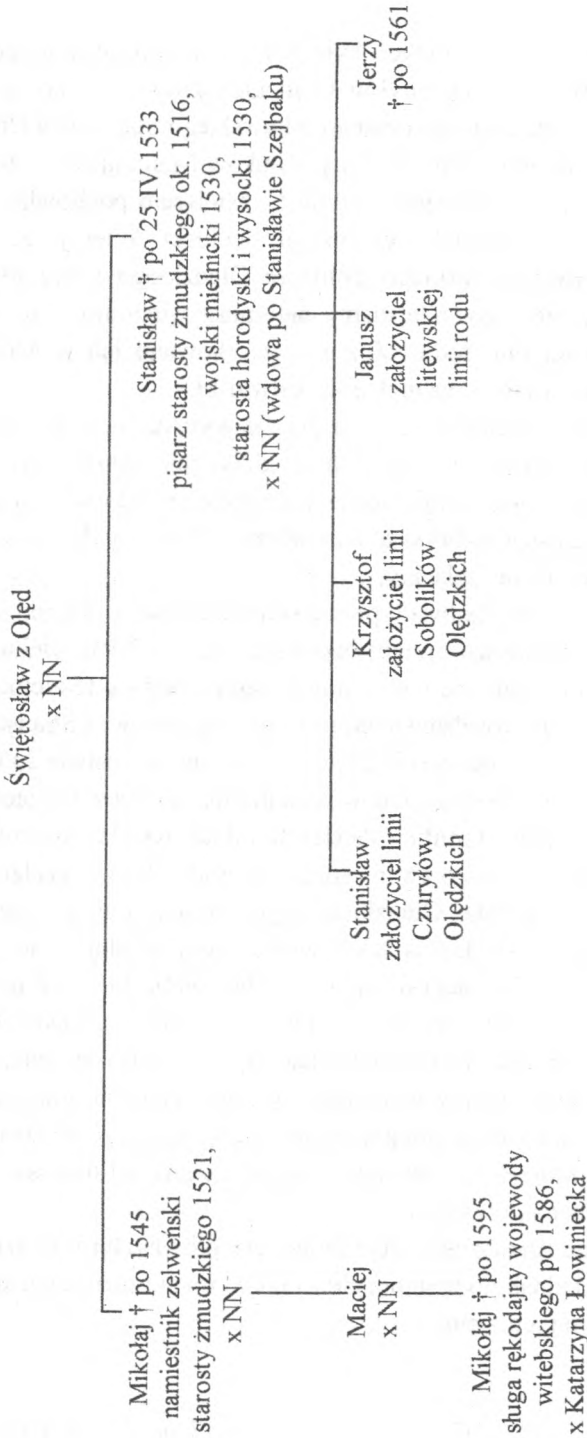 Świętosław z Olęd
x NN
Mikołaj † po 1545
namiestnik zelwenski
starosty żmudzkiego 1521,
x NN
Stanisław † po 25.IV.1533
pisarz starosty żmudzkiego ok. 1516,
wojski mielnicki 1530,
starosta horodyski i wysocki 1530,
x NN (wdowa po Stanisławie Szejbaku)
Maciej
x NN
Stanisław
założyciel linii
Czuryłów
Olędzkich
Krzysztof
założyciel linii
Sobolików
Olędzkich
Janusz
założyciel
litewskiej
linii rodu
Jerzy
† po 1561
Mikołaj † po 1595
sługa rękodajny wojewody
witebskiego po 1586,
x Katarzyna Łowiniecka